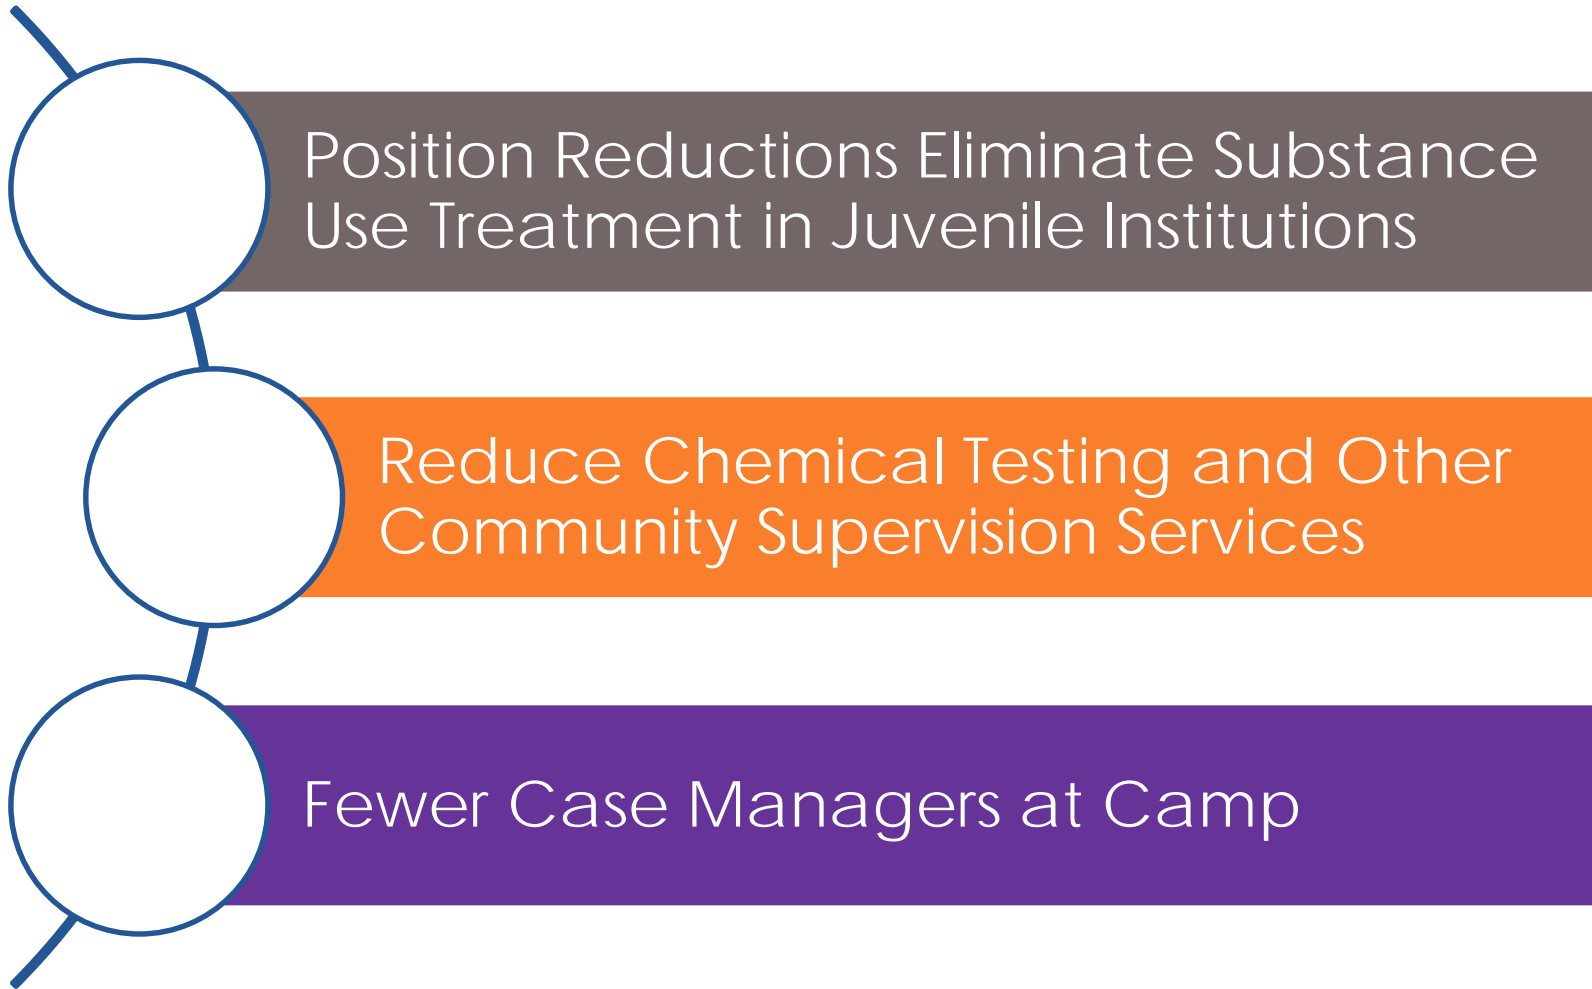 Position Reductions Eliminate Substance
Use Treatment in Juvenile Institutions
Reduce Chemical Testing and Other
Community Supervision Services
Fewer Case Managers at Camp